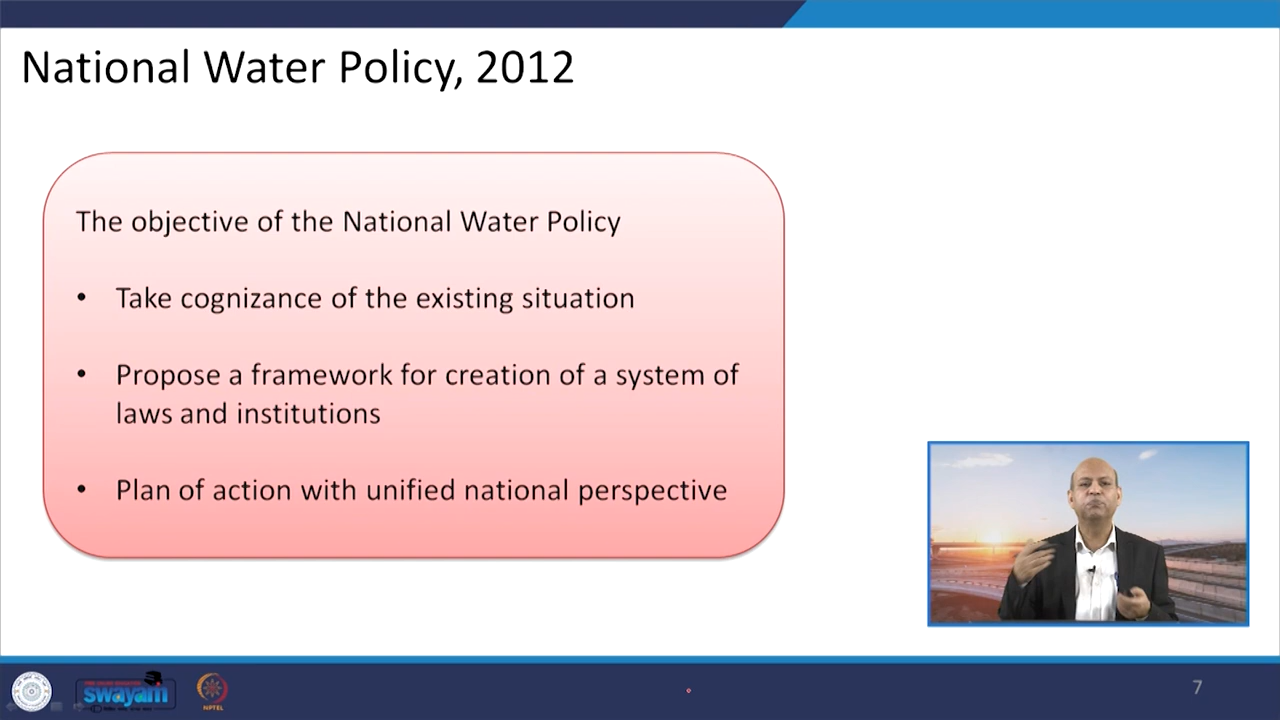 National Water Policy, 2012
The objective of the National Water Policy
• Take cognizance of the existing situation
• Propose a framework for creation of a system of
laws and institutions
• Plan of action with unified national perspective
swayam
NPTEL
7